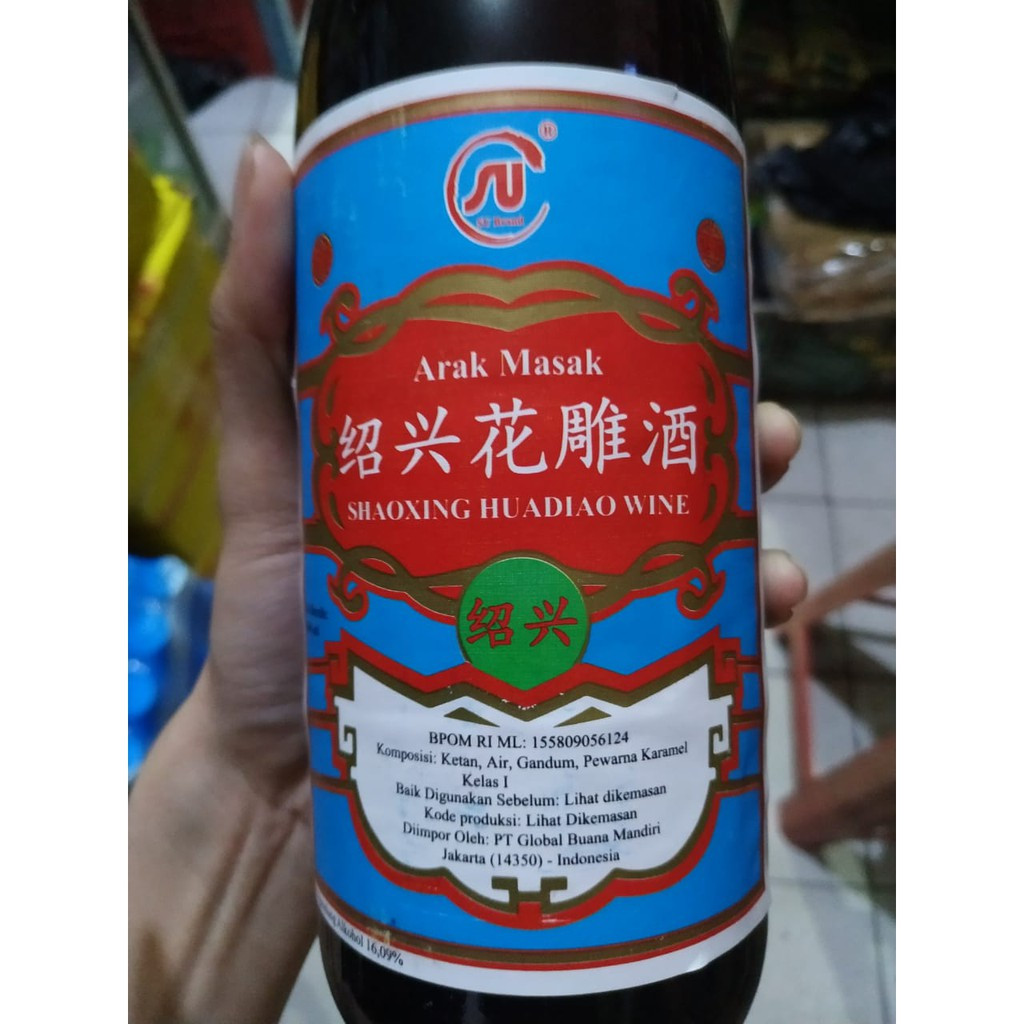 SU
®
SU Brand
Arak Masak
绍兴花雕酒
SHAOXING HUADIAO WINE
绍兴
BPOM RI ML: 155809056124
Komposisi: Ketan, Air, Gandum, Pewarna Karamel
Kelas I
Baik Digunakan Sebelum: Lihat dikemasan
Kode produksi: Lihat Dikemasan
Diimpor Oleh: PT Global Buana Mandiri
Jakarta (14350) - Indonesia
Alkohol 16,09%